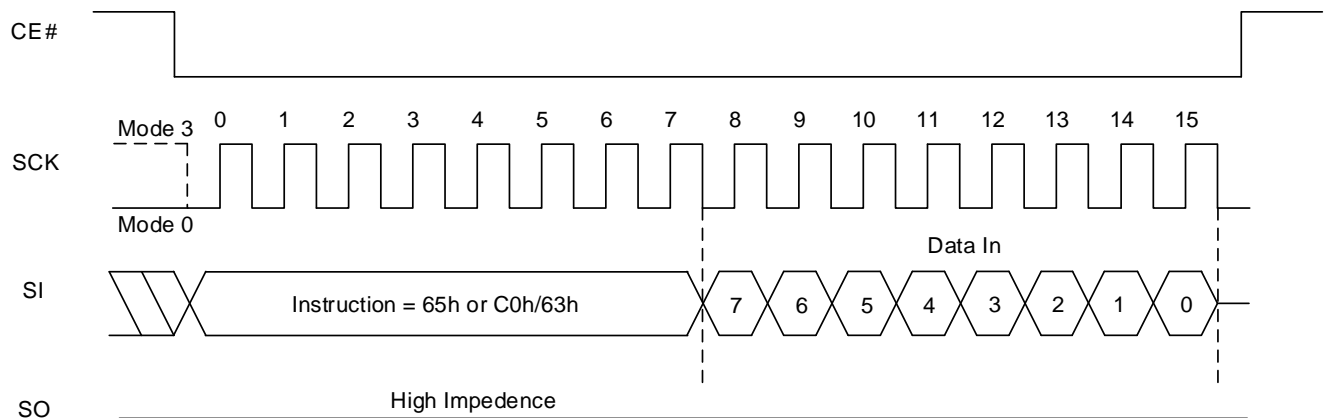 CE#
Mode 3
0 1 2 3 4 5 6 7 8 9 10 11 12 13 14 15
SCK
Mode 0
Data In
SI
Instruction = 65h or C0h/63h
7 6 5 4 3 2 1 0
High Impedence
SO